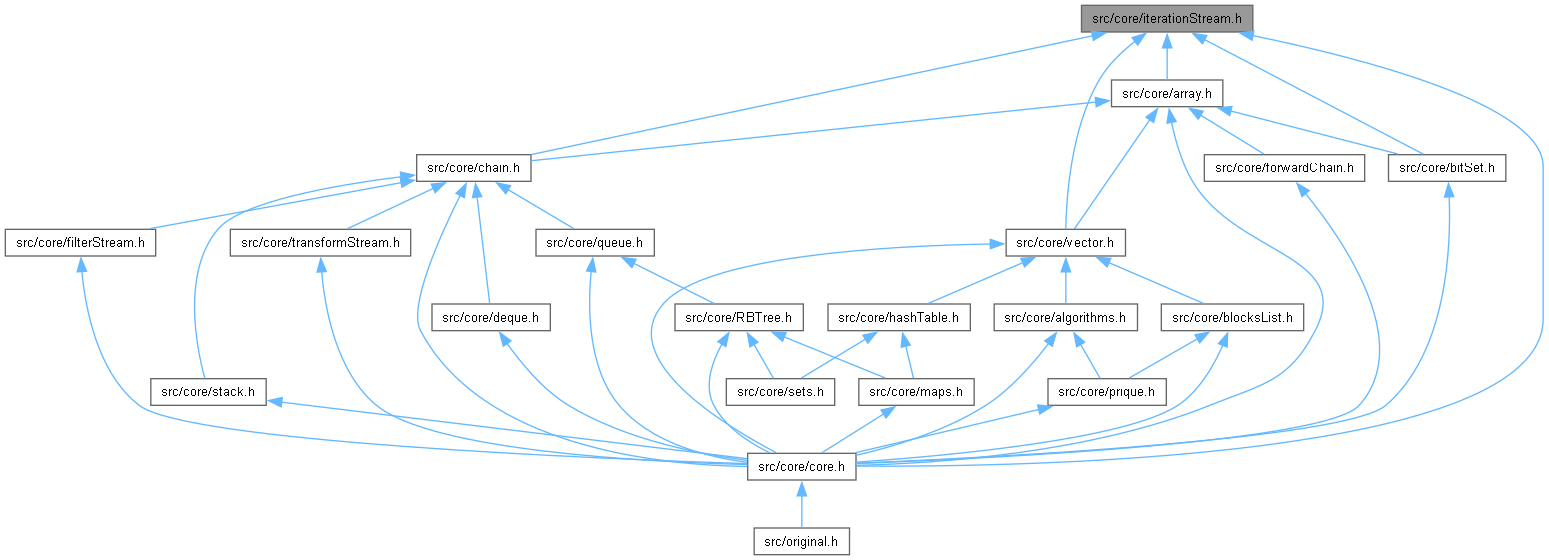 src/core/iterationStream.h
src/core/array.h
src/core/chain.h
src/core/forwardChain.h
src/core/bitSet.h
src/core/filterStream.h
src/core/transformStream.h
src/core/queue.h
src/core/vector.h
src/core/deque.h
src/core/RBTree.h
src/core/hashTable.h
src/core/algorithms.h
src/core/blocksList.h
src/core/stack.h
src/core/sets.h
src/core/maps.h
src/core/prique.h
src/core/core.h
src/original.h